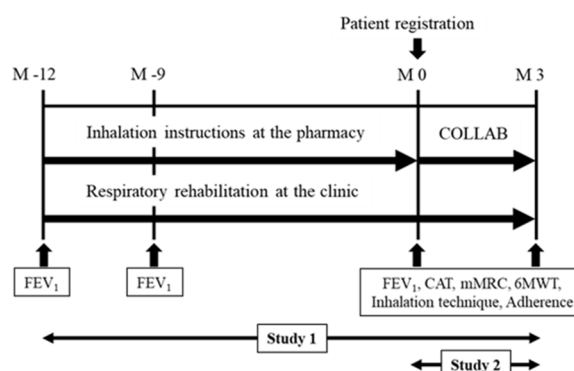 Patient registration
M -12 M -9 M 0 M 3
Inhalation instructions at the pharmacy COLLAB
Respiratory rehabilitation at the clinic
FEV₁ FEV₁ FEV₁, CAT, mMRC, 6MWT,
Inhalation technique, Adherence
Study 1
Study 2